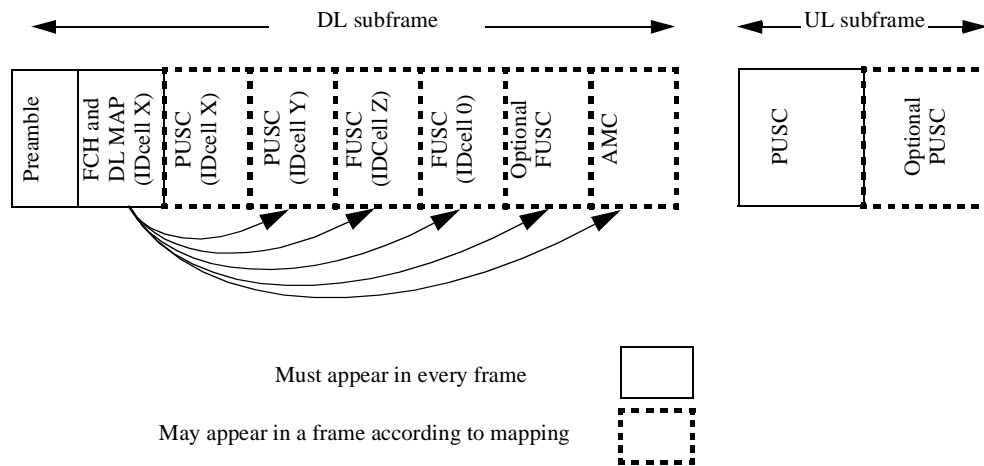 DL subframe
UL subframe
Preamble
FCH and
DL MAP
(IDcell X)
PUSC
(IDcell X)
PUSC
(IDcell Y)
FUSC
(IDCell Z)
FUSC
(IDcell 0)
Optional
FUSC
AMC
PUSC
Optional
PUSC
Must appear in every frame
May appear in a frame according to mapping